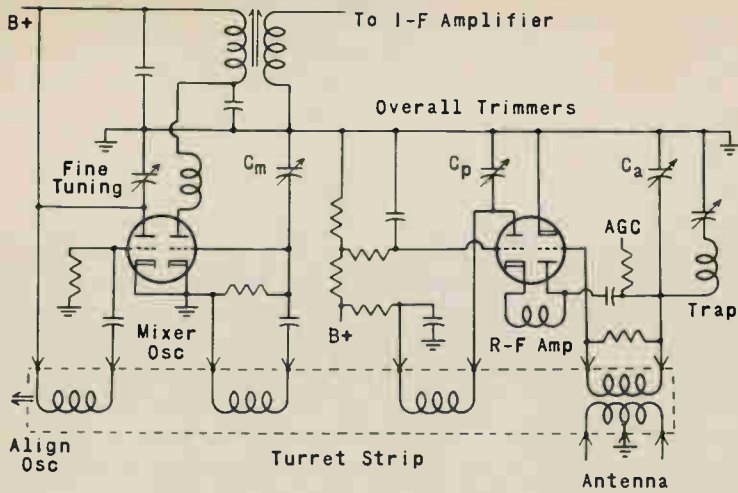 B+
To I-F Amplifier
Overall Trimmers
Fine
Tuning
Cm
Cp
Ca
AGC
Mixer
Osc
B+
R-F Amp
Trap
Align
Osc
Turret Strip
Antenna